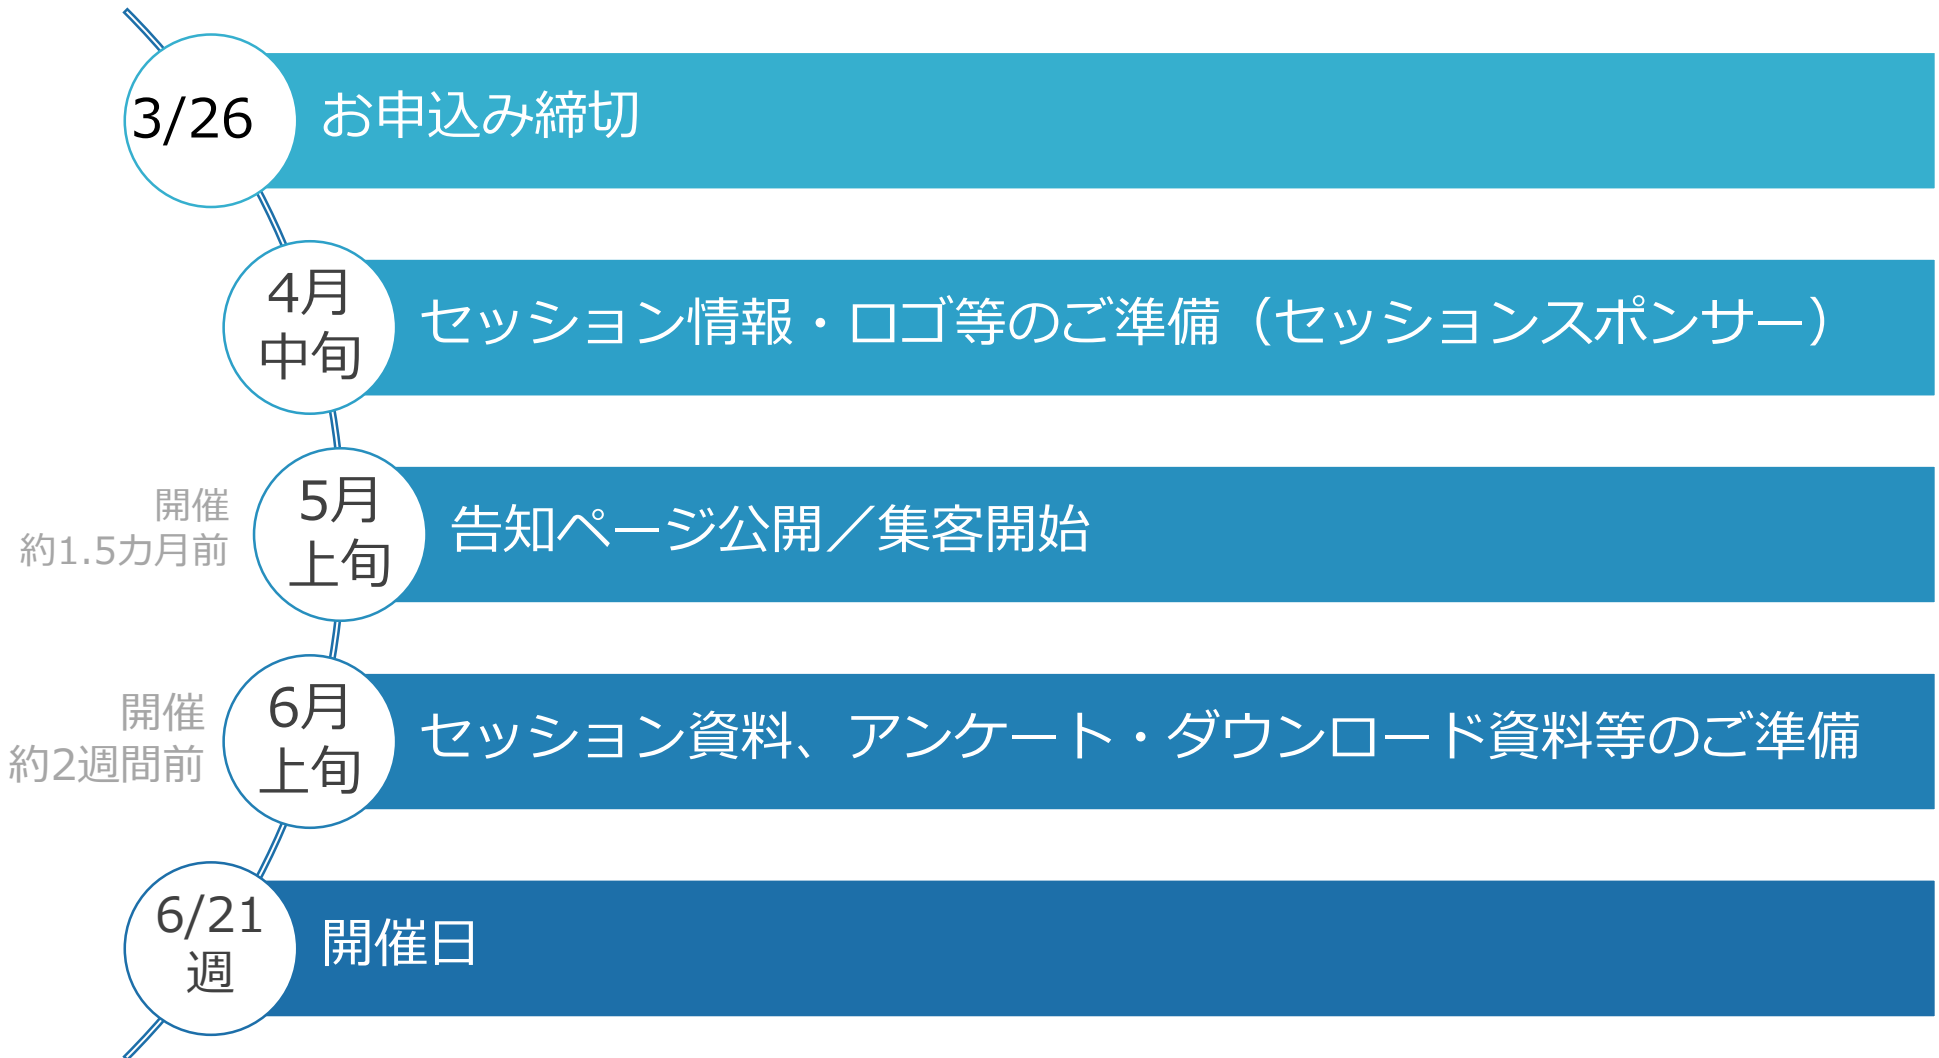 3/26
お申込み締切
4月
中旬
セッション情報・ロゴ等のご準備（セッションスポンサー）
開催
約1.5カ月前
5月
上旬
告知ページ公開／集客開始
開催
約2週間前
6月
上旬
セッション資料、アンケート・ダウンロード資料等のご準備
6/21
週
開催日